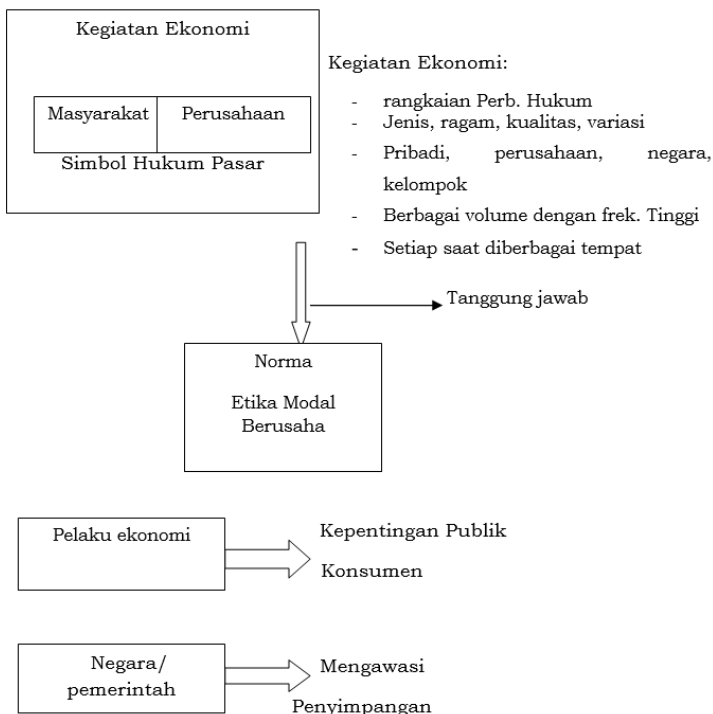 Kegiatan Ekonomi
Masyarakat Perusahaan
Simbol Hukum Pasar
Kegiatan Ekonomi:
- rangkaian Perb. Hukum
- Jenis, ragam, kualitas, variasi
- Pribadi, perusahaan, negara,
kelompok
- Berbagai volume dengan frek. Tinggi
- Setiap saat diberbagai tempat
Tanggung jawab
Norma
Etika Modal
Berusaha
Pelaku ekonomi
Kepentingan Publik
Konsumen
Negara/
pemerintah
Mengawasi
Penyimpangan